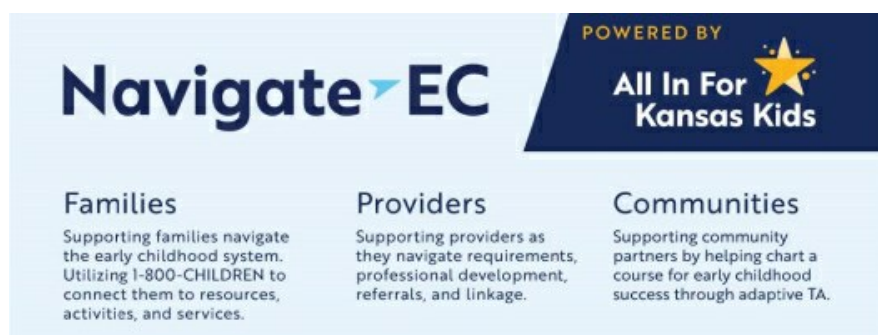 Navigate EC
POWERED BY
All In For
Kansas Kids
Families
Supporting families navigate
the early childhood system.
Utilizing 1-800-CHILDREN to
connect them to resources,
activities, and services.
Providers
Supporting providers as
they navigate requirements,
professional development,
referrals, and linkage.
Communities
Supporting community
partners by helping chart a
course for early childhood
success through adaptive TA.